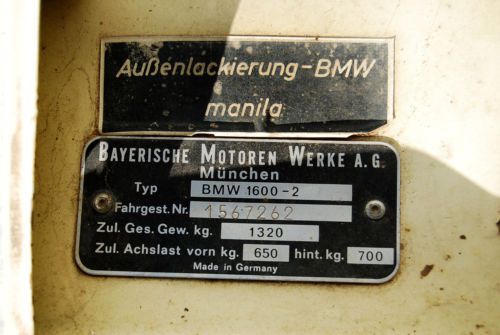 Außenlackierung-BMW
manila
BAYERISCHE MOTOREN WERKE A.G.
München
Typ BMW 1600-2
Fahrgest. Nr. 1567262
Zul. Ges. Gew. kg. 1320
Zul. Achslast vorn kg. 650 hint. kg. 700
Made in Germany